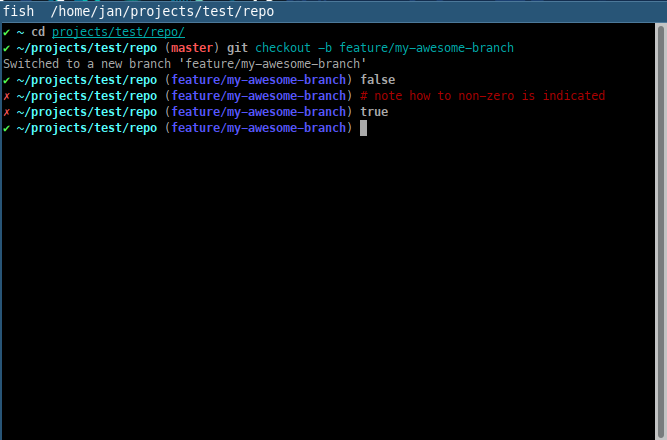 fish  /home/jan/projects/test/repo
✔ ~ cd projects/test/repo/
✔ ~/projects/test/repo (master) git checkout -b feature/my-awesome-branch
Switched to a new branch 'feature/my-awesome-branch'
✔ ~/projects/test/repo (feature/my-awesome-branch) false
✗ ~/projects/test/repo (feature/my-awesome-branch) # note how to non-zero is indicated
✗ ~/projects/test/repo (feature/my-awesome-branch) true
✔ ~/projects/test/repo (feature/my-awesome-branch)